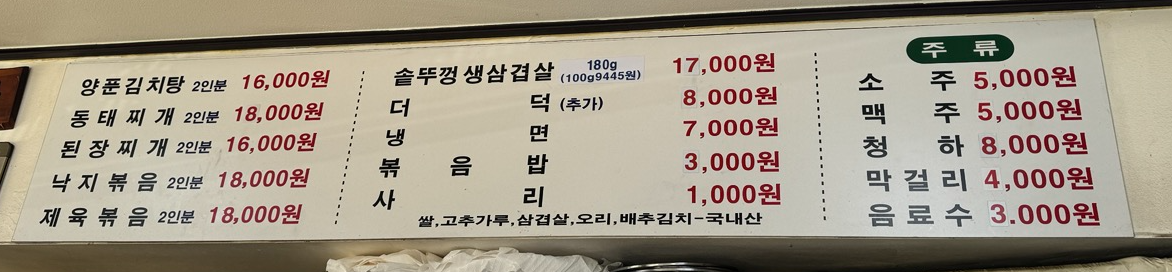 양푼김치탕 2인분 16,000원
동태찌개 2인분 18,000원
된장찌개 2인분 16,000원
낙지볶음 2인분 18,000원
제육볶음 2인분 18,000원
솥뚜껑생삼겹살 180g (100g9445원) 17,000원
더덕 (추가) 8,000원
냉면 7,000원
볶음밥 3,000원
사리 1,000원
쌀,고추가루,삼겹살,오리,배추김치-국내산
주류
소주 5,000원
맥주 5,000원
청하 8,000원
막걸리 4,000원
음료수 3.000원